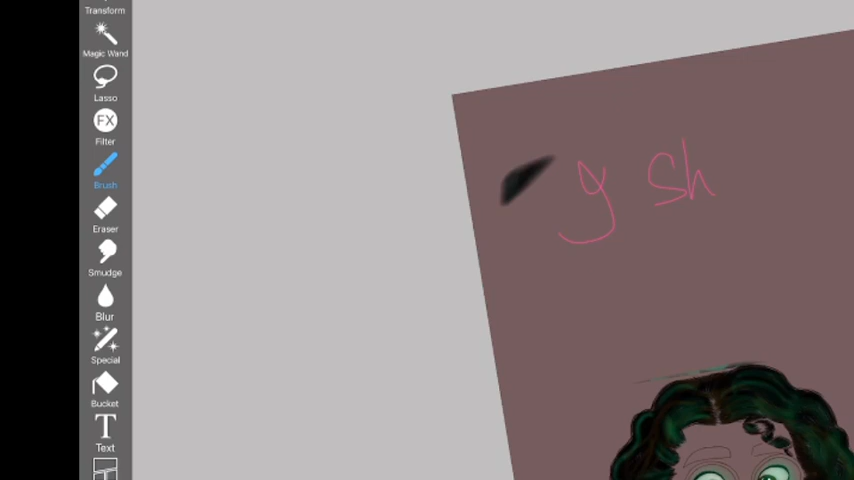 Transform
Magic Wand
Lasso
FX
Filter
Brush
Eraser
Smudge
Blur
Special
Bucket
T
Text
y sh